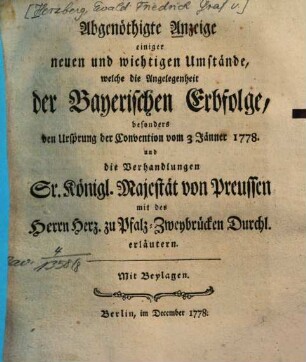 [Herzberg, Ewald Friedrich Graf v.]
Abgenöthigte Anzeige
einiger
neuen und wichtigen Umstände,
welche die Angelegenheit
der Bayerischen Erbfolge,
besonders
den Ursprung der Convention vom 3 Jänner 1778.
und
die Verhandlungen
Sr. Königl. Majestät von Preussen
mit des
Herrn Herz. zu Pfalz-Zweybrücken Durchl.
erläutern.
4
Mit Beylagen.
Berlin, im December 1778.